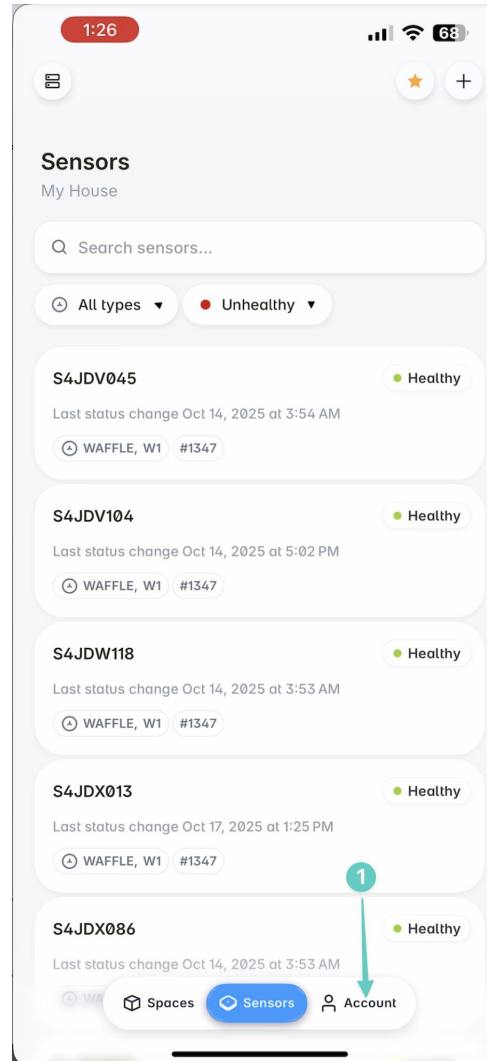 1:26
68
Sensors
My House
Search sensors...
All types Unhealthy
S4JDV045 Healthy
Last status change Oct 14, 2025 at 3:54 AM
WAFFLE, W1 #1347
S4JDV104 Healthy
Last status change Oct 14, 2025 at 5:02 PM
WAFFLE, W1 #1347
S4JDW118 Healthy
Last status change Oct 14, 2025 at 3:53 AM
WAFFLE, W1 #1347
S4JDX013 Healthy
Last status change Oct 17, 2025 at 1:25 PM
WAFFLE, W1 #1347
1
S4JDX086 Healthy
Last status change Oct 14, 2025 at 3:53 AM
Spaces Sensors Account